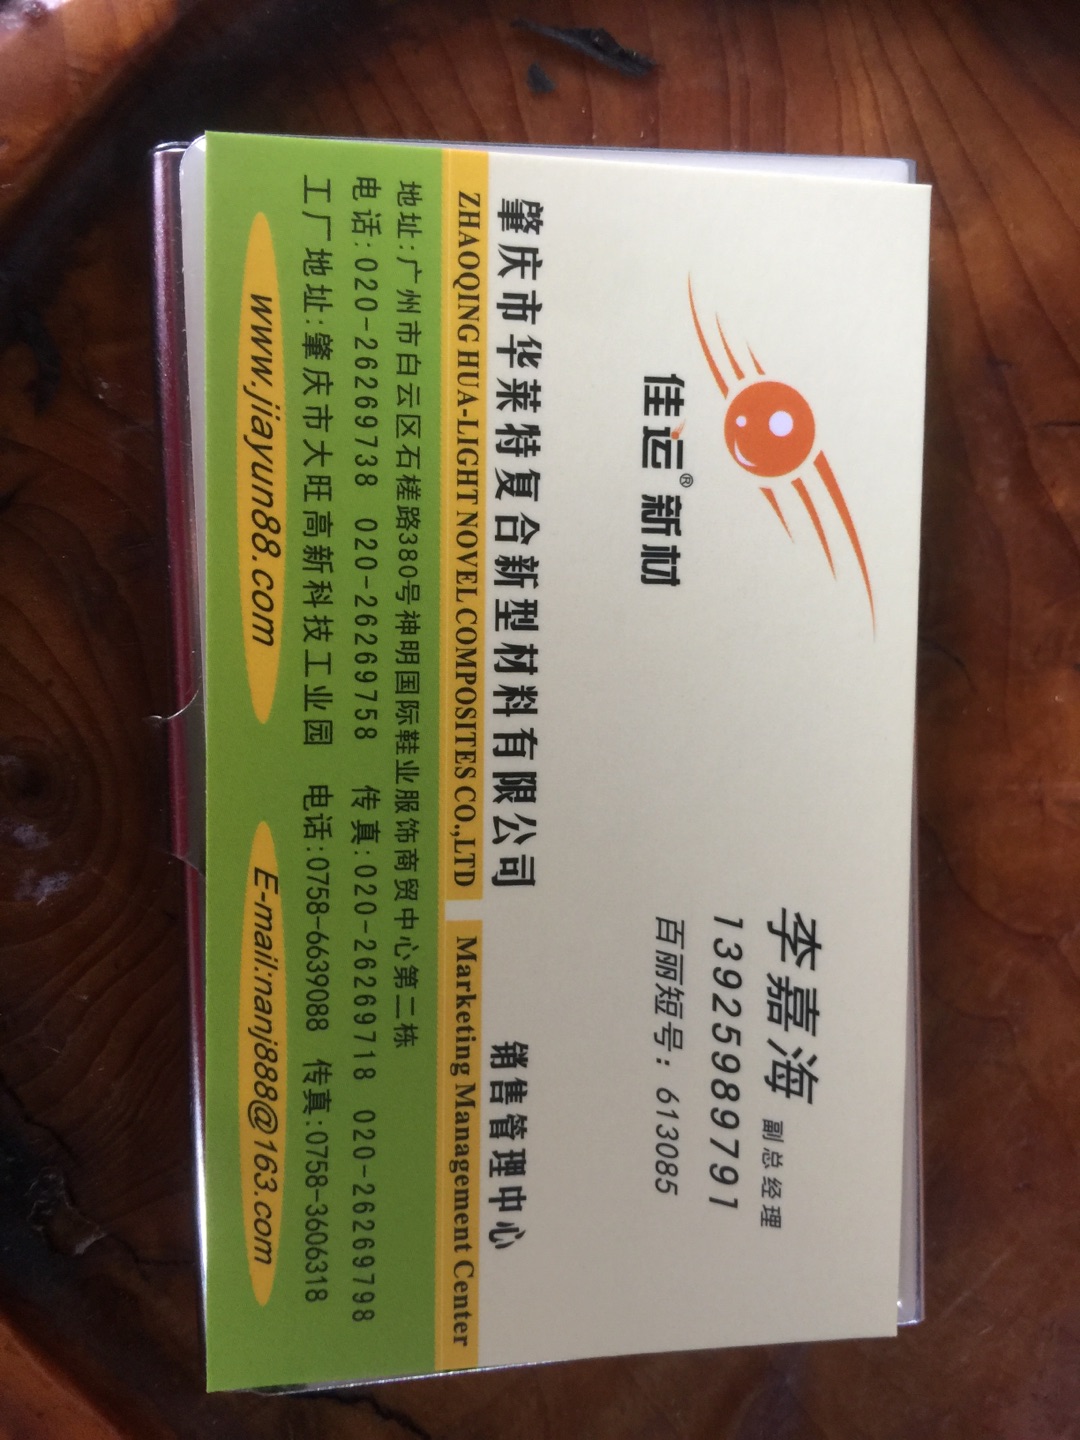 佳运®新材
李嘉海 副总经理
13925989791
百丽短号：613085
肇庆市华莱特复合新型材料有限公司 销售管理中心
ZHAOQING HUA-LIGHT NOVEL COMPOSITES CO.,LTD Marketing Management Center
地址:广州市白云区石槎路380号神明国际鞋业服饰商贸中心第二栋
电话:020-26269738 020-26269758 传真:020-26269718 020-26269798
工厂地址:肇庆市大旺高新科技工业园 电话:0758-6639088 传真:0758-3606318
www.jiayun88.com E-mail:nanj888@163.com